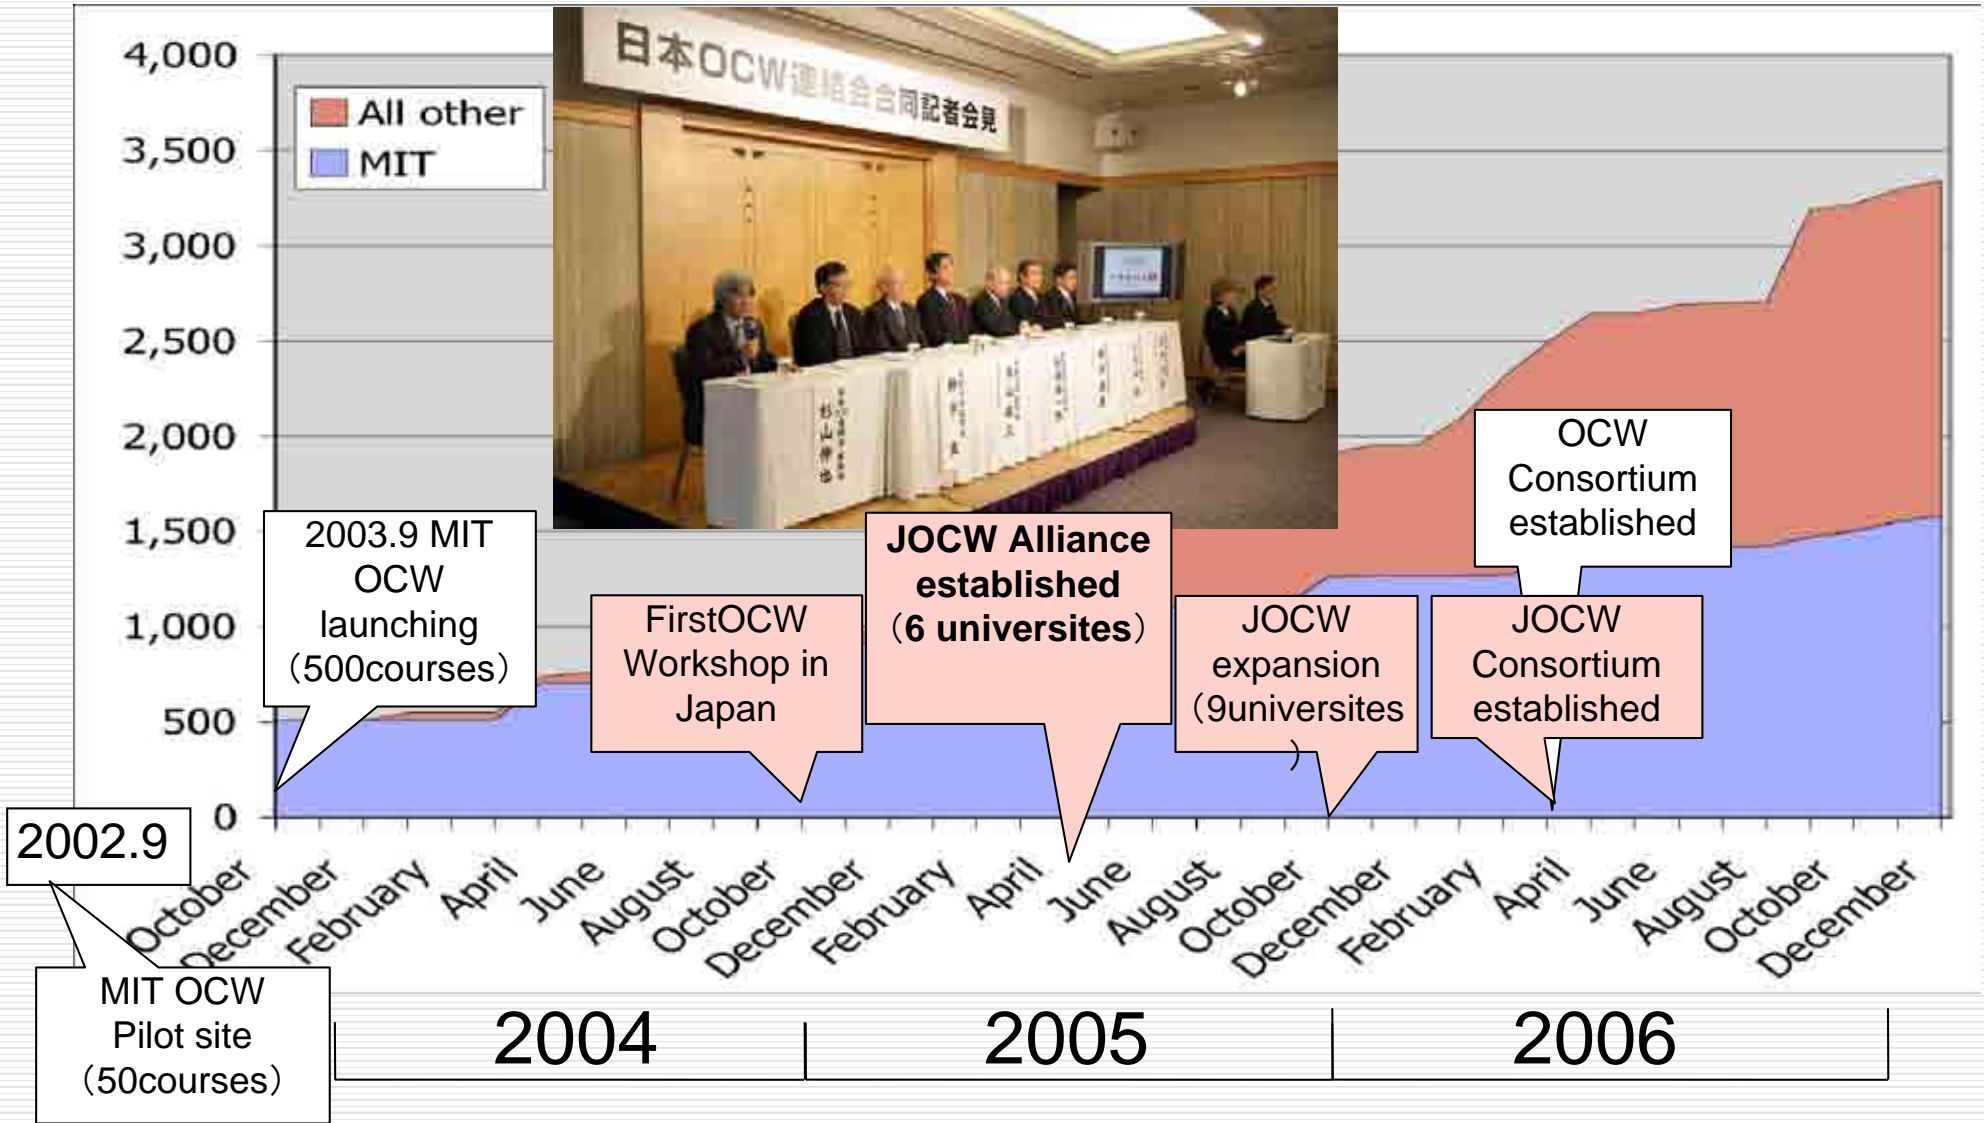 4,000
3,500
3,000
2,500
2,000
1,500
1,000
500
0
All other
MIT
日本OCW連絡会合同記者会見
杉山伸也
2003.9 MIT
OCW
launching
（500courses）
FirstOCW
Workshop in
Japan
JOCW Alliance
established
（6 universites）
JOCW
expansion
（9universites
）
OCW
Consortium
established
JOCW
Consortium
established
2002.9
MIT OCW
Pilot site
（50courses）
October
December
February
April
June
August
October
December
February
April
June
August
October
December
February
April
June
August
October
December
2004
2005
2006